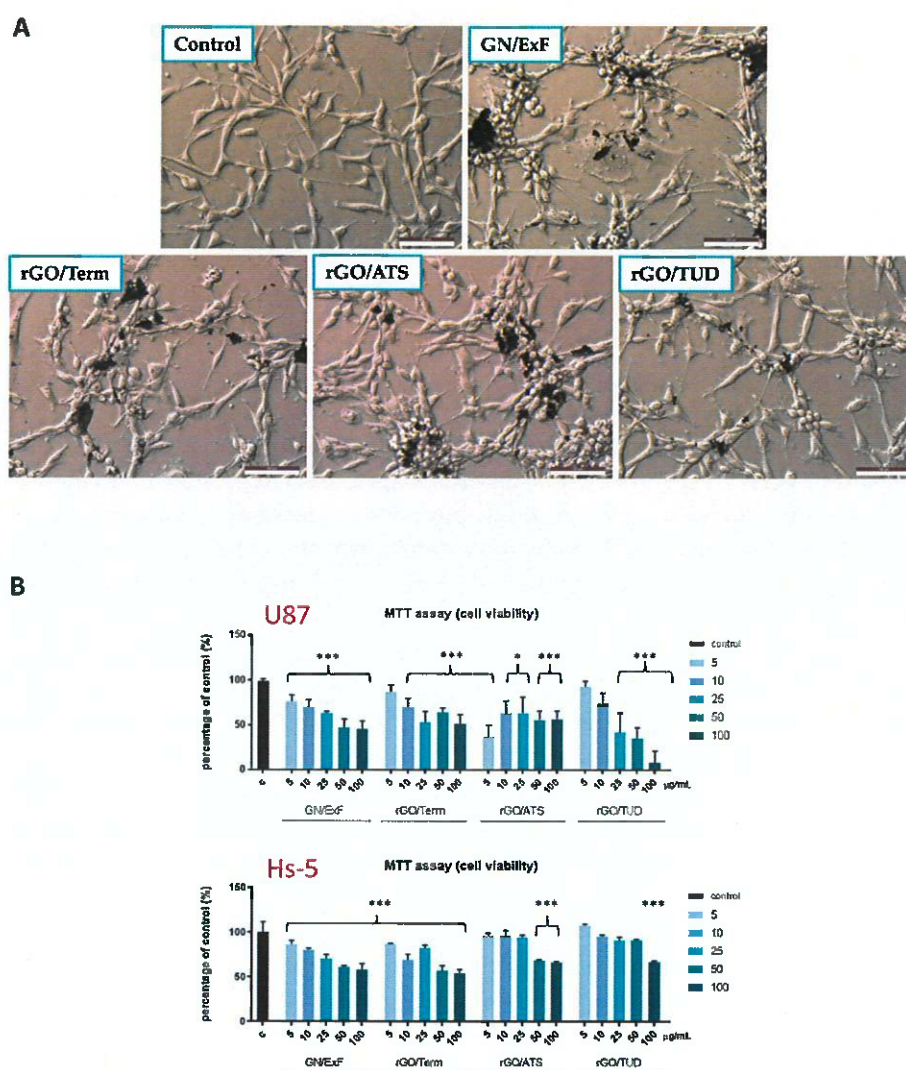 A
Control
GN/ExF
rGO/Term
rGO/ATS
rGO/TUD
B
U87
MTT assay (cell viability)
percentage of control (%)
150
100
50
0
***
***
*
***
***
control
5
10
25
50
100
c 5 10 25 50 100 5 10 25 50 100 5 10 25 50 100 5 10 25 50 100 µg/mL
GN/ExF rGO/Term rGO/ATS rGO/TUD
Hs-5
MTT assay (cell viability)
percentage of control (%)
150
100
50
0
***
***
***
control
5
10
25
50
100
c 5 10 25 50 100 5 10 25 50 100 5 10 25 50 100 5 10 25 50 100 µg/mL
GN/ExF rGO/Term rGO/ATS rGO/TUD